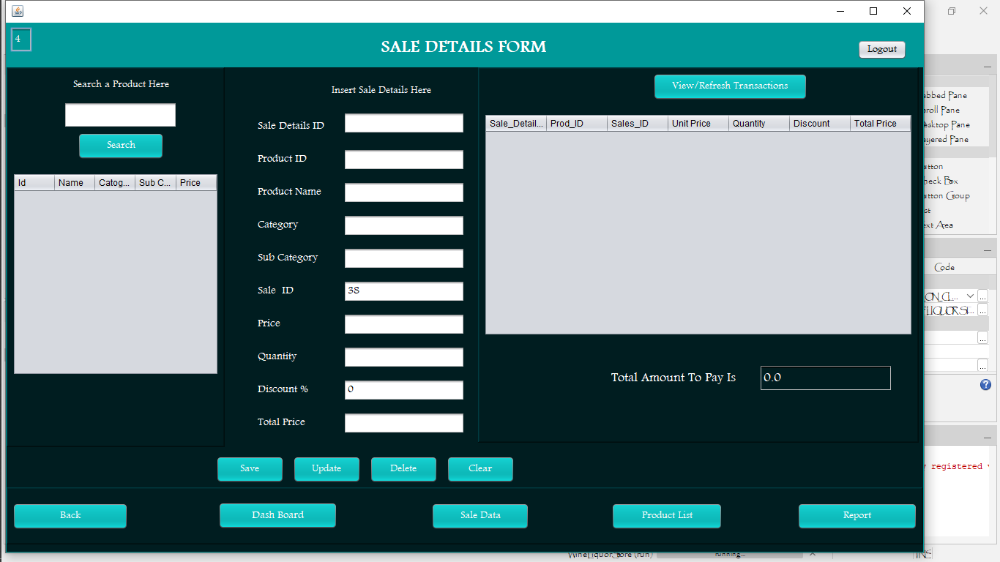 4
SALE DETAILS FORM
Logout
Search a Product Here
Search
Id Name Catog... Sub C... Price
Insert Sale Details Here
Sale Details ID
Product ID
Product Name
Category
Sub Category
Sale ID 38
Price
Quantity
Discount % 0
Total Price
View/Refresh Transactions
Sale_Detail... Prod_ID Sales_ID Unit Price Quantity Discount Total Price
Total Amount To Pay Is 0.0
Save Update Delete Clear
Back Dash Board Sale Data Product List Report
abbed Pane
roll Pane
esktop Pane
ayered Pane
utton
heck Box
utton Group
st
ext Area
Code
ON_CL... ...
LIQUOR SI... ...
...
...
registered
WineLiquorStore (run) running... INS